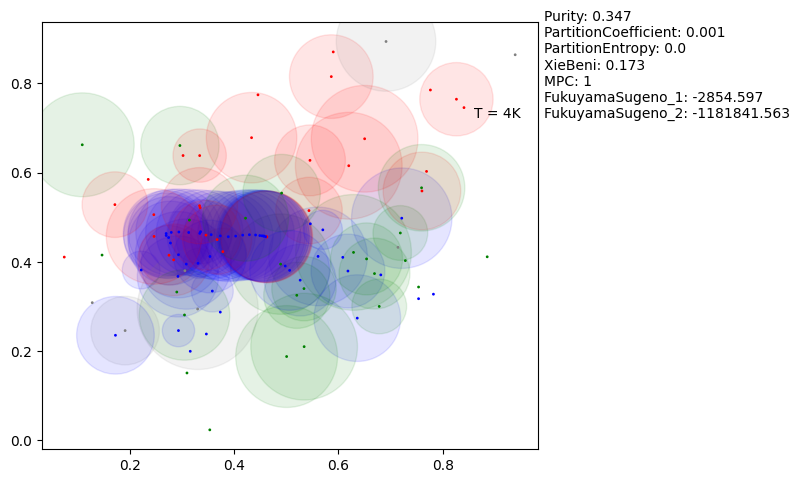 Purity: 0.347
PartitionCoefficient: 0.001
PartitionEntropy: 0.0
XieBeni: 0.173
MPC: 1
FukuyamaSugeno_1: -2854.597
FukuyamaSugeno_2: -1181841.563
T = 4K
0.8
0.6
0.4
0.2
0.0
0.2 0.4 0.6 0.8